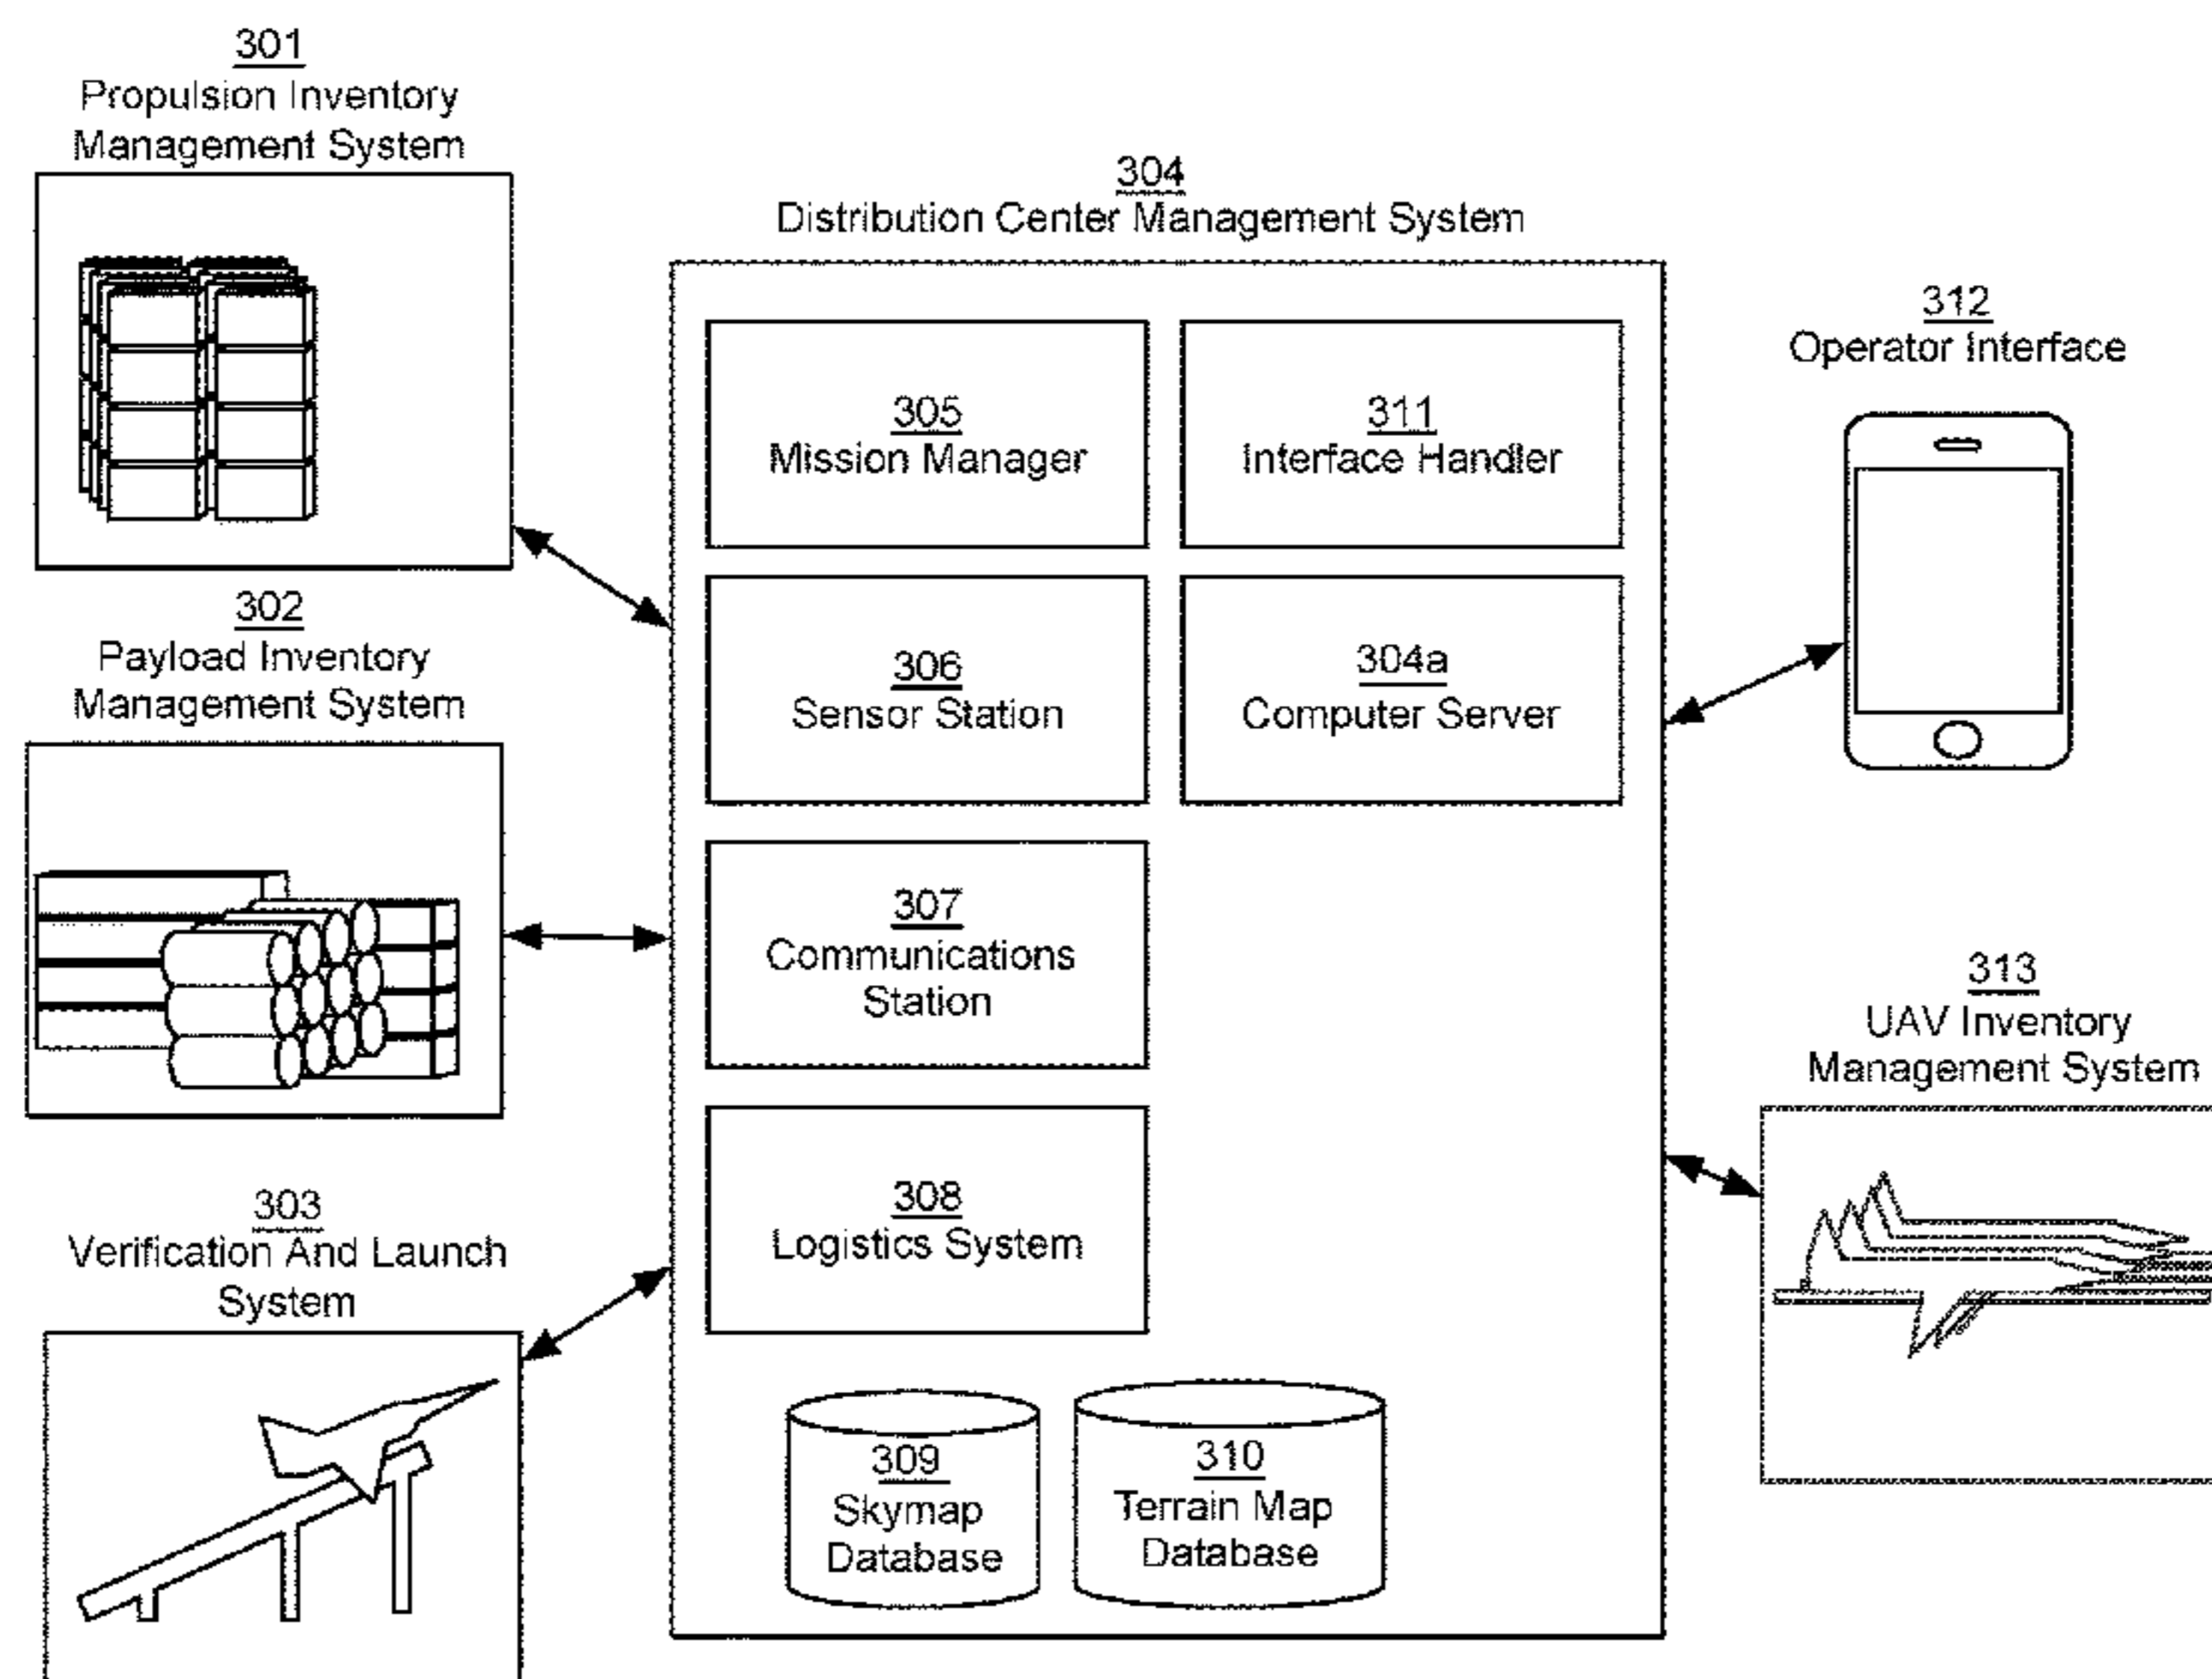 301
Propulsion Inventory
Management System
302
Payload Inventory
Management System
303
Verification And Launch
System
304
Distribution Center Management System
305
Mission Manager
311
Interface Handler
306
Sensor Station
304a
Computer Server
307
Communications
Station
308
Logistics System
309
Skymap
Database
310
Terrain Map
Database
312
Operator Interface
313
UAV Inventory
Management System